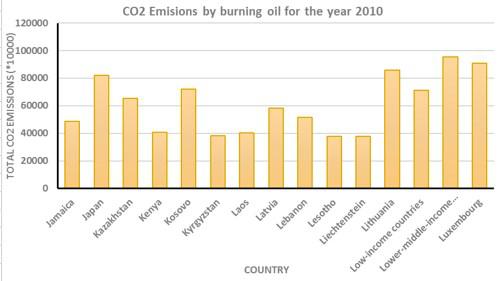 CO2 Emisions by burning oil for the year 2010
TOTAL CO2 EMISSIONS (*10000)
120000
100000
80000
60000
40000
20000
0
Jamaica
Japan
Kazakhstan
Kenya
Kosovo
Kyrgyzstan
Laos
Latvia
Lebanon
Lesotho
Liechtenstein
Lithuania
Low-income countries
Lower-middle-income...
Luxembourg
COUNTRY